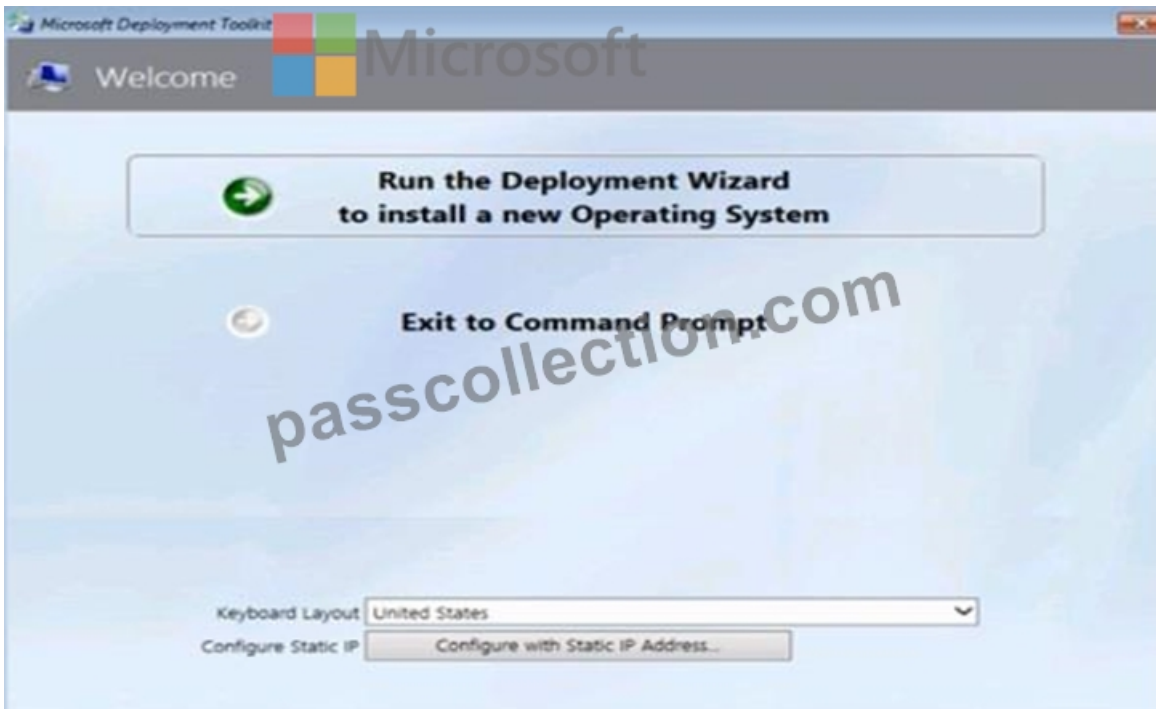 Microsoft Deployment Toolkit
Microsoft
Welcome
Run the Deployment Wizard
to install a new Operating System
Exit to Command Prompt
passcollection.com
Keyboard Layout United States
Configure Static IP Configure with Static IP Address...